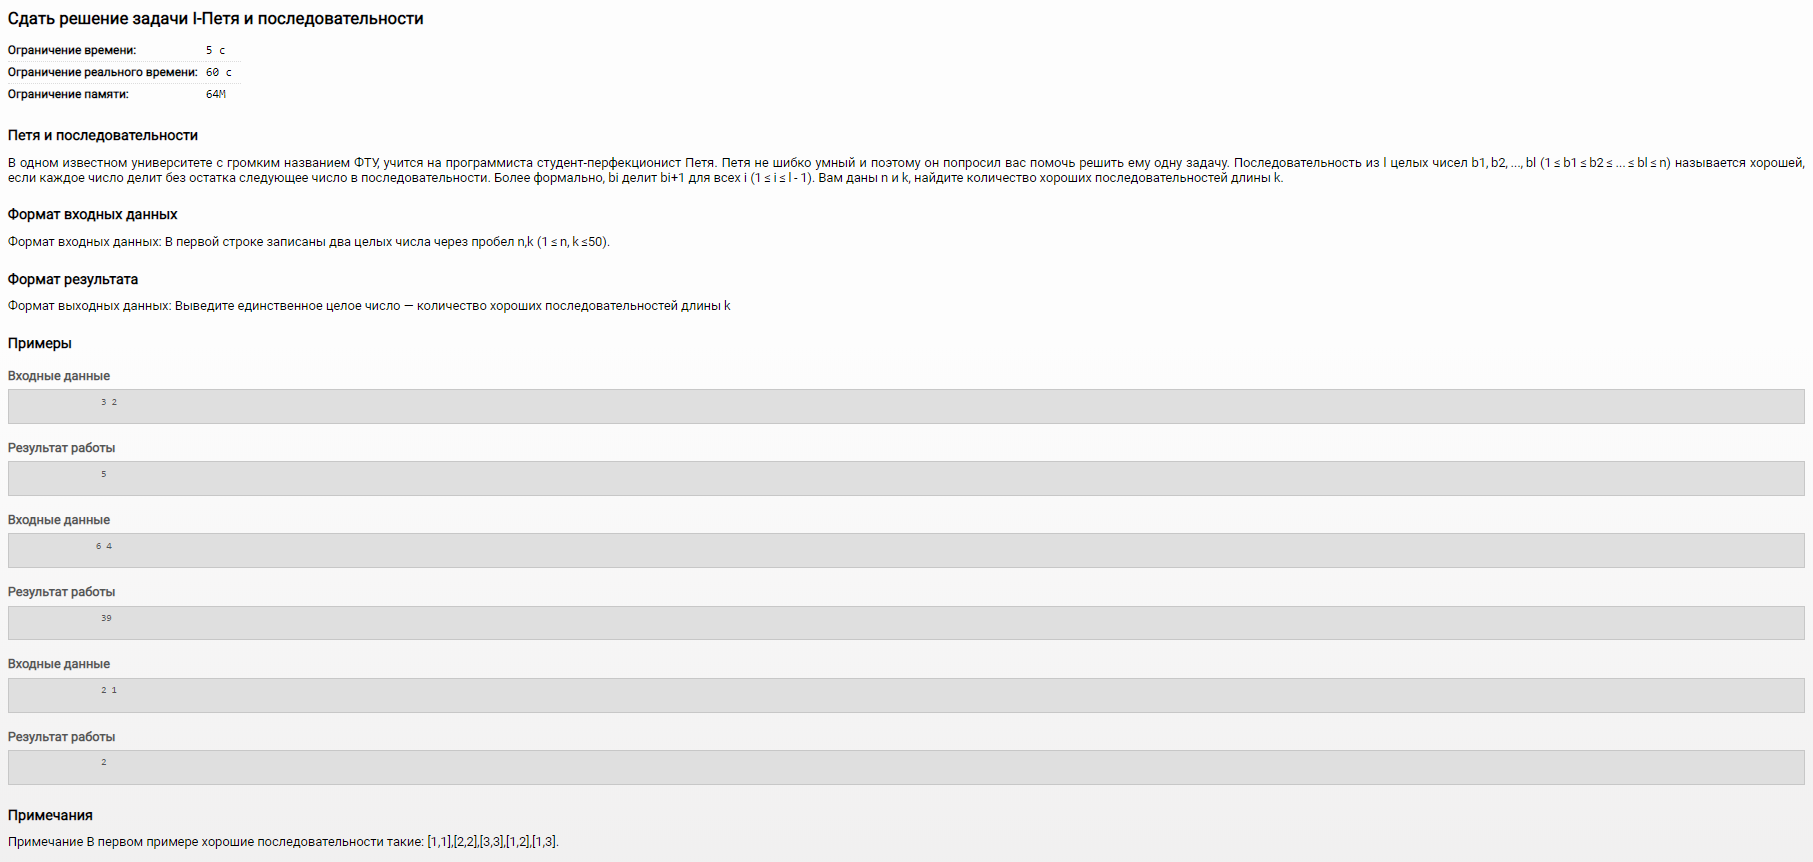 Сдать решение задачи I-Петя и последовательности
Ограничение времени: 5 с
Ограничение реального времени: 60 с
Ограничение памяти: 64M
Петя и последовательности
В одном известном университете с громким названием ФТУ, учится на программиста студент-перфекционист Петя. Петя не шибко умный и поэтому он попросил вас помочь решить ему одну задачу. Последовательность из l целых чисел b1, b2, ..., bl (1 ≤ b1 ≤ b2 ≤ ... ≤ bl ≤ n) называется хорошей,
если каждое число делит без остатка следующее число в последовательности. Более формально, bi делит bi+1 для всех i (1 ≤ i ≤ l - 1). Вам даны n и k, найдите количество хороших последовательностей длины k.
Формат входных данных
Формат входных данных: В первой строке записаны два целых числа через пробел n,k (1 ≤ n, k ≤50).
Формат результата
Формат выходных данных: Выведите единственное целое число — количество хороших последовательностей длины k
Примеры
Входные данные
3 2
Результат работы
5
Входные данные
6 4
Результат работы
39
Входные данные
2 1
Результат работы
2
Примечания
Примечание В первом примере хорошие последовательности такие: [1,1],[2,2],[3,3],[1,2],[1,3].